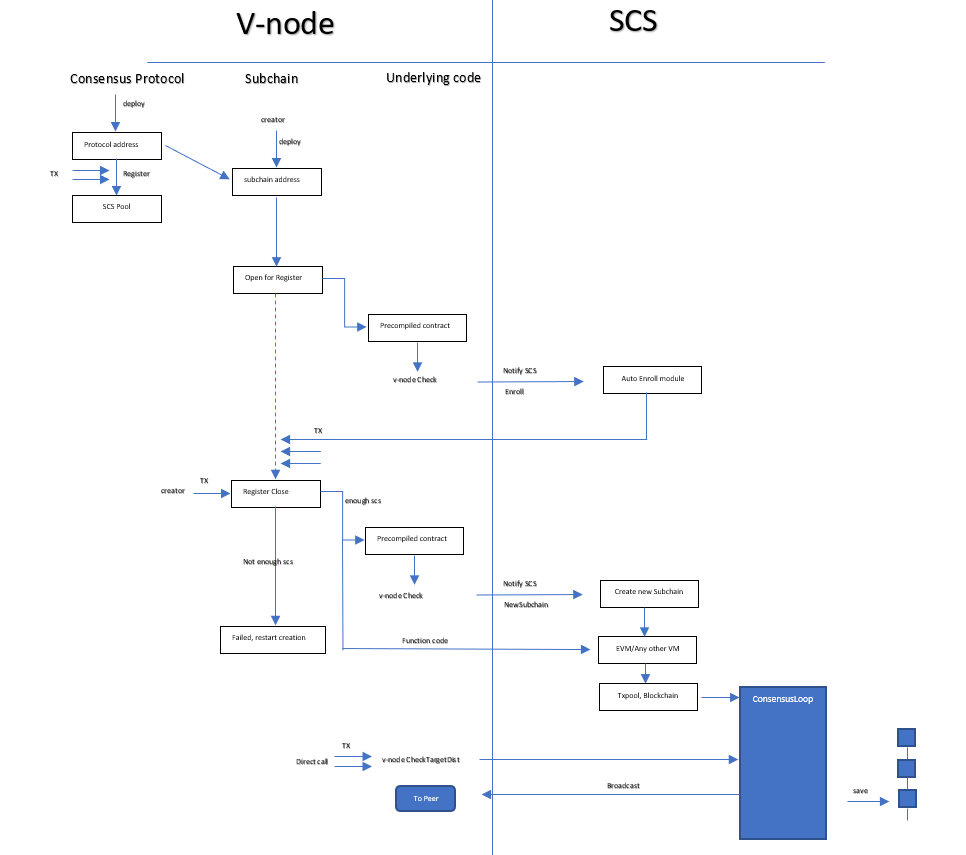 V-node
SCS
Consensus Protocol
Subchain
Underlying code
deploy
creator
deploy
Protocol address
TX
Register
subchain address
SCS Pool
Open for Register
Precompiled contract
v-node Check
Notify SCS
Enroll
Auto Enroll module
TX
TX
creator
Register Close
enough scs
Precompiled contract
Not enough scs
v-node Check
Notify SCS
NewSubchain
Create new Subchain
Failed, restart creation
Function code
EVM/Any other VM
Txpool, Blockchain
ConsensusLoop
TX
Direct call
v-node CheckTargetDist
To Peer
Broadcast
save